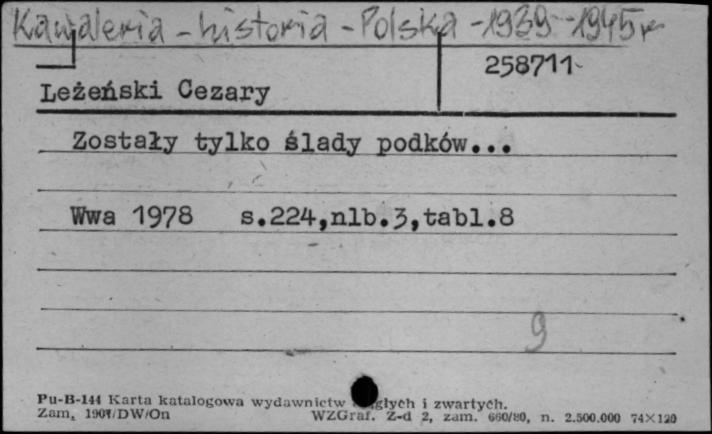 Kawaleria - historia - Polska - 1939-1945 r
258711
Leżeński Cezary
Zostały tylko ślady podków...
Wwa 1978 s.224,nlb.3,tabl.8
9
Pu-B-144 Karta katalogowa wydawnictw i zwartych.
Zam. 1901/DW/On WZGraf. Z-d 2, zam. 660/80, n. 2.500.000 74×120